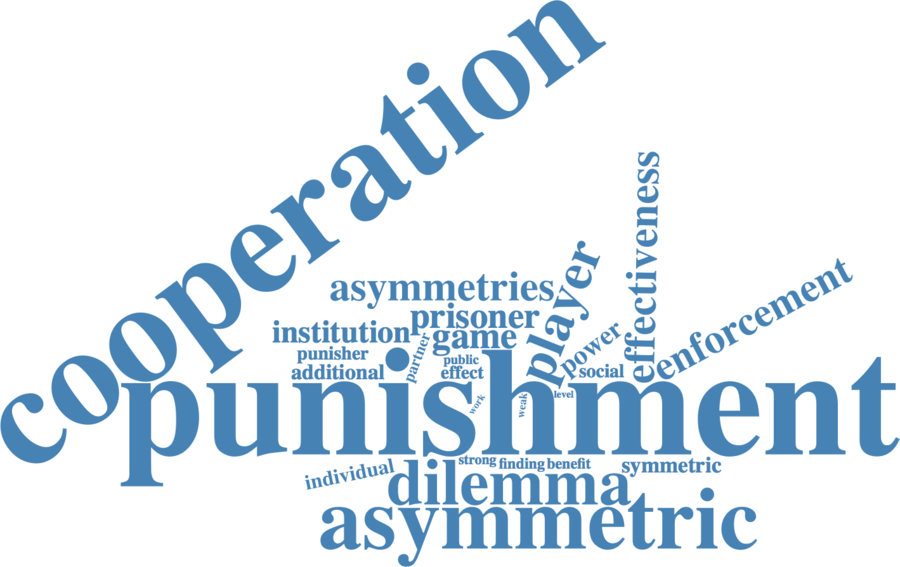 cooperation
effectiveness
player
enforcement
asymmetries
prisoner
institution
game
power
punisher
partner
public
social
additional
effect
punishment
work
weak
level
individual
strong
finding
benefit
symmetric
dilemma
asymmetric